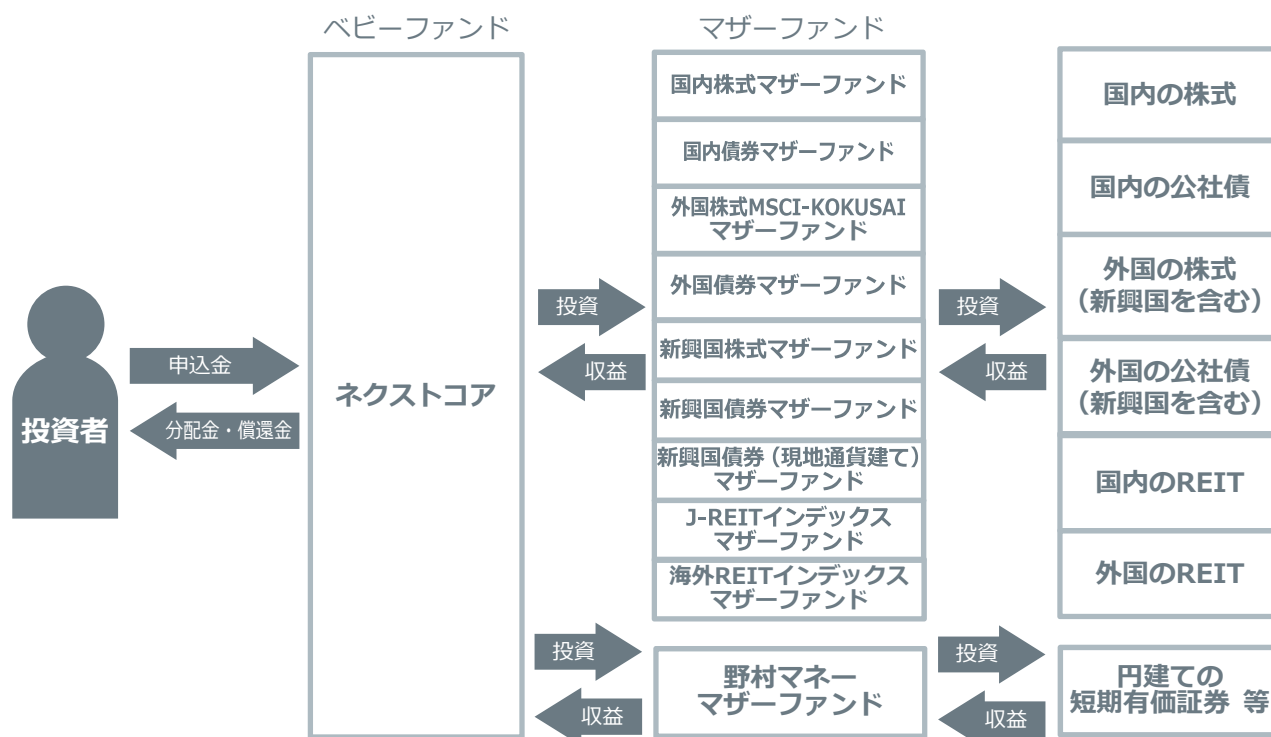 ベビーファンド
マザーファンド
投資者
申込金
分配金・償還金
ネクストコア
投資
収益
国内株式マザーファンド
国内債券マザーファンド
外国株式MSCI-KOKUSAI
マザーファンド
外国債券マザーファンド
新興国株式マザーファンド
新興国債券マザーファンド
新興国債券（現地通貨建て）
マザーファンド
J-REITインデックス
マザーファンド
海外REITインデックス
マザーファンド
投資
収益
国内の株式
国内の公社債
外国の株式
（新興国を含む）
外国の公社債
（新興国を含む）
国内のREIT
外国のREIT
投資
収益
野村マネー
マザーファンド
投資
収益
円建ての
短期有価証券 等